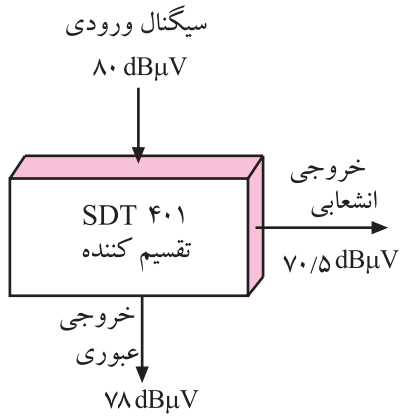 سیگنال ورودی
۸۰ dBµV
SDT ۴۰۱
تقسیم کننده
خروجی
انشعابی
۷۰/۵ dBµV
خروجی
عبوری
۷۸ dBµV